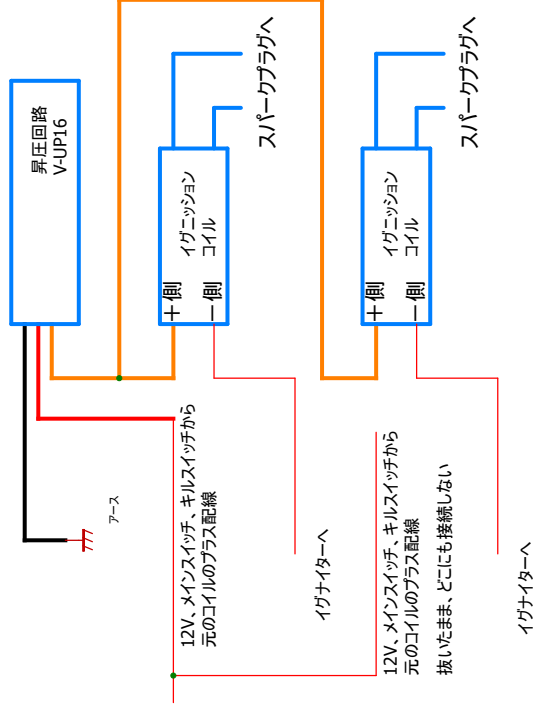 昇圧回路
V-UP16
イグニッション
コイル
+側
−側
スパークプラグへ
イグニッション
コイル
+側
−側
スパークプラグへ
アース
12V、メインスイッチ、キルスイッチから
元のコイルのプラス配線
イグナイターへ
12V、メインスイッチ、キルスイッチから
元のコイルのプラス配線
抜いたまま、どこにも接続しない
イグナイターへ